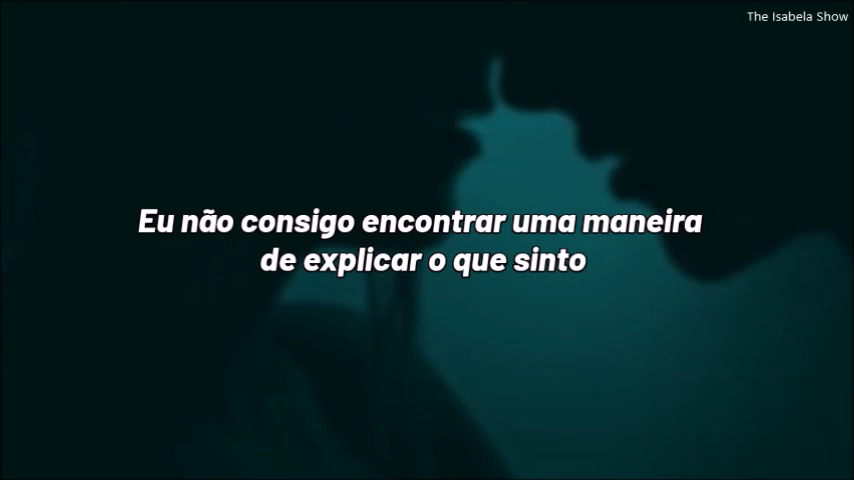 The Isabela Show
Eu não consigo encontrar uma maneira
de explicar o que sinto